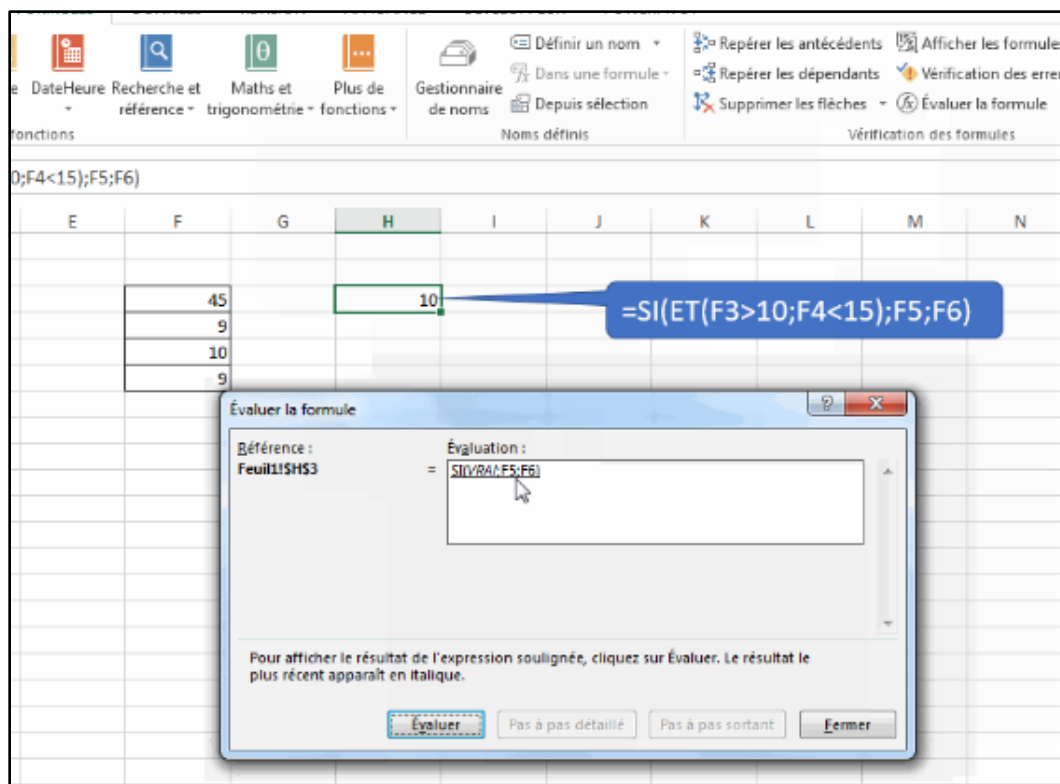 e DateHeure Recherche et Maths et Plus de Gestionnaire
référence trigonométrie fonctions de noms
Définir un nom
Dans une formule
Depuis sélection
Repérer les antécédents
Repérer les dépendants
Supprimer les flèches
Afficher les formule
Vérification des erre
Évaluer la formule
fonctions Noms définis Vérification des formules
0;F4<15);F5;F6)
E F G H I J K L M N
45 10
=SI(ET(F3>10;F4<15);F5;F6)
9
10
9
Évaluer la formule
Référence : Évaluation :
Feuil1!$H$3 = SI(VRAI;F5;F6)
Pour afficher le résultat de l'expression soulignée, cliquez sur Évaluer. Le résultat le
plus récent apparaît en italique.
Évaluer Pas à pas détaillé Pas à pas sortant Fermer